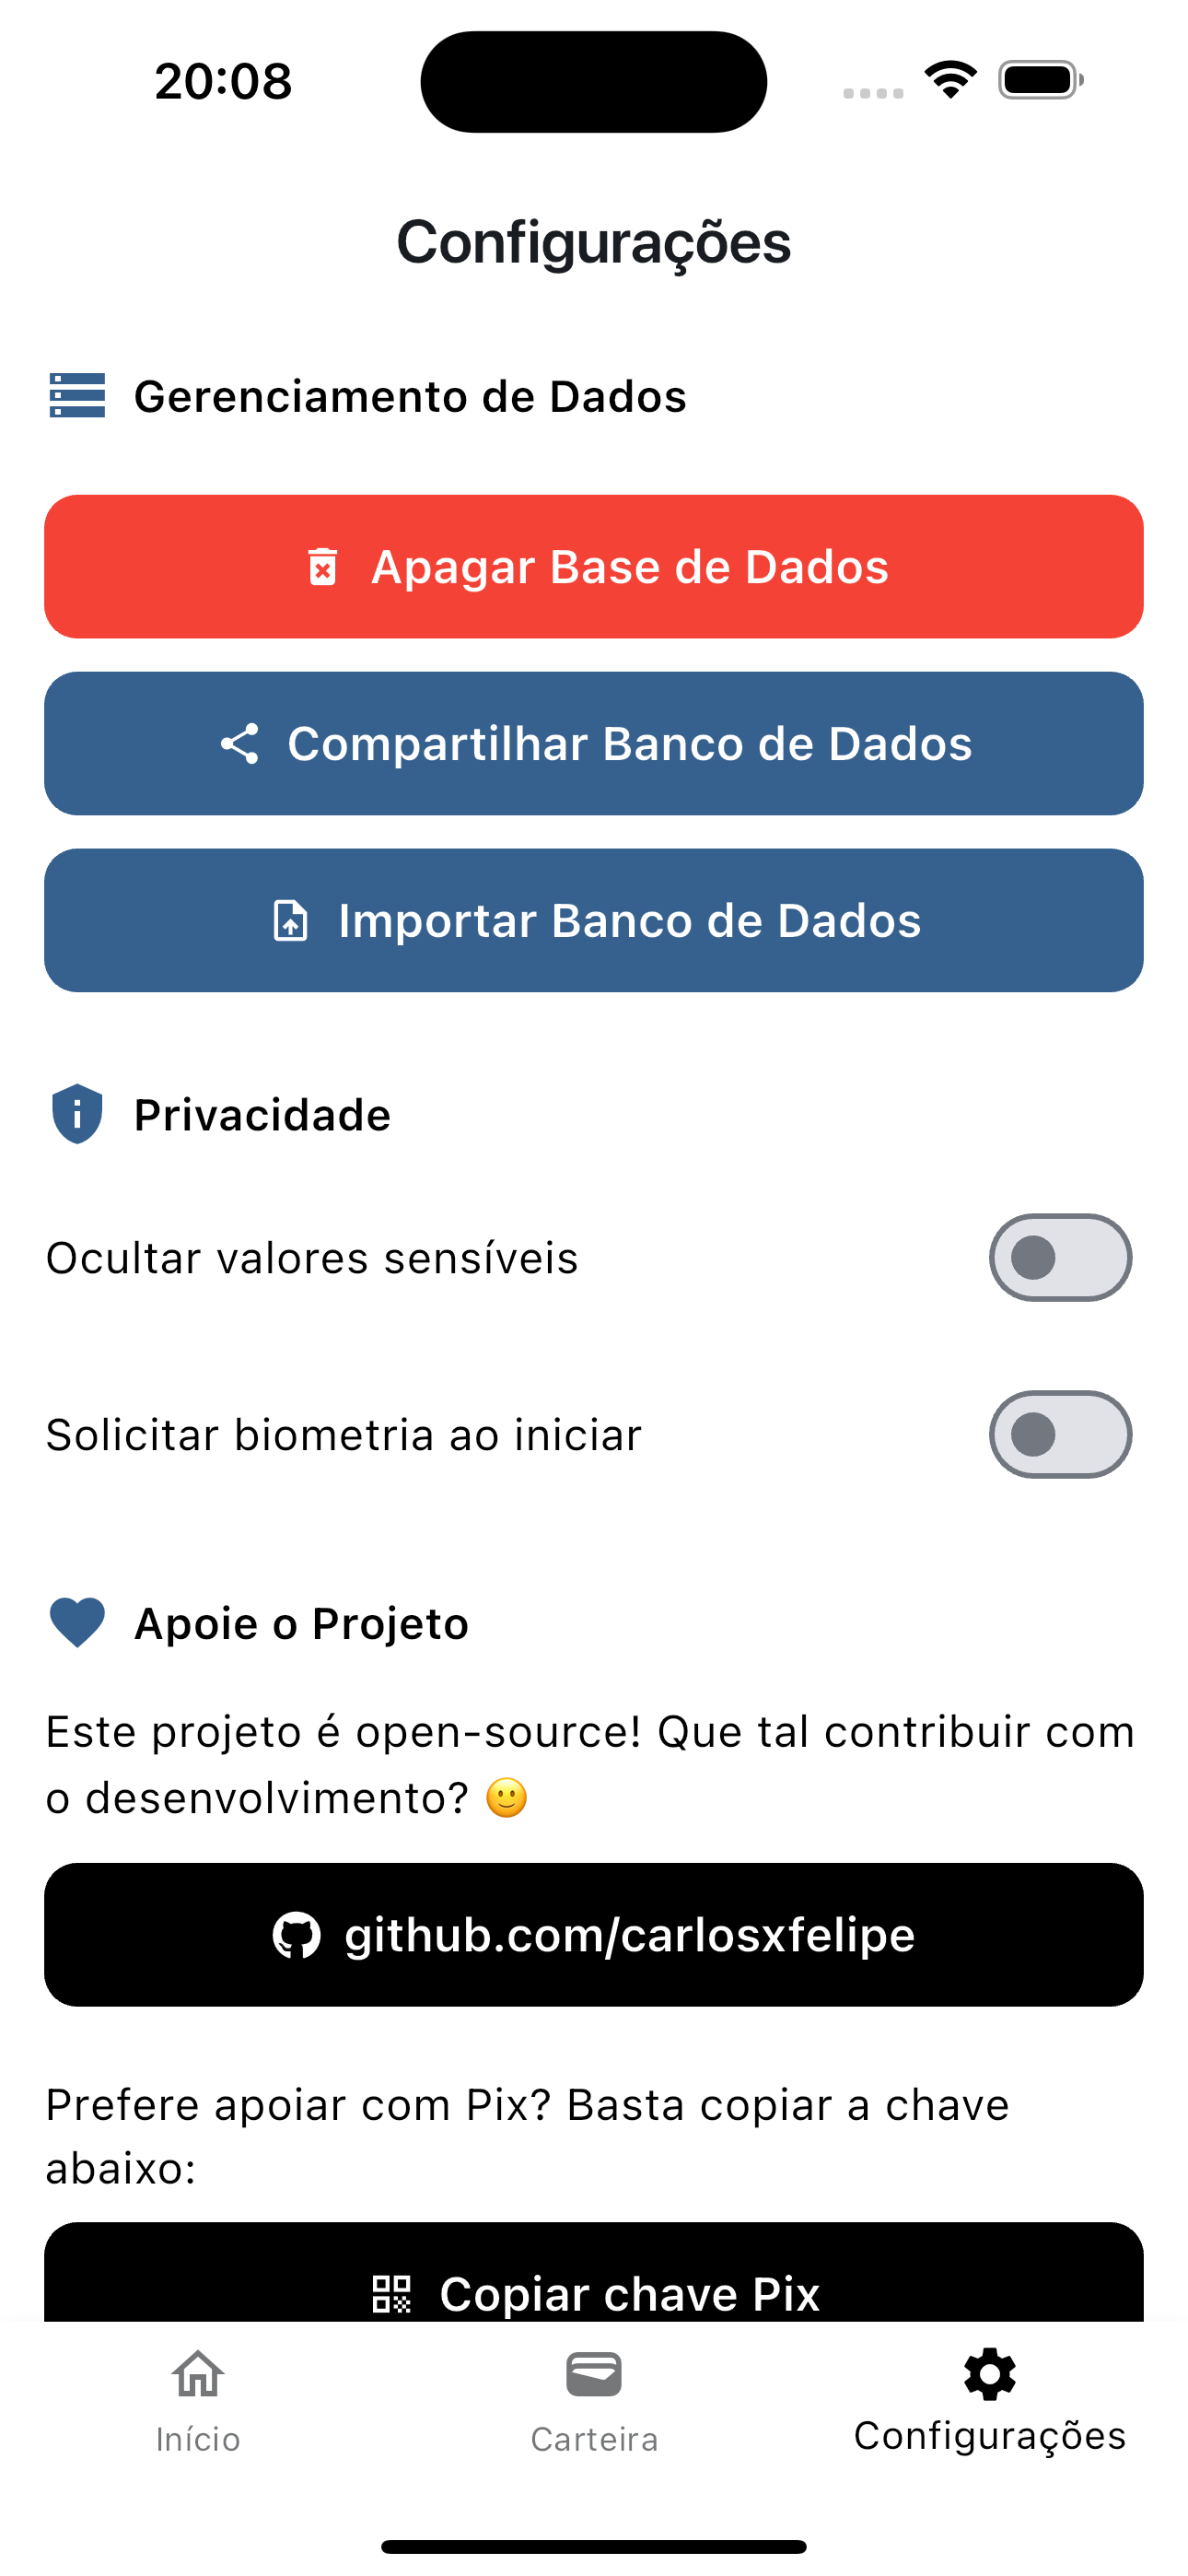 20:08
Configurações
Gerenciamento de Dados
Apagar Base de Dados
Compartilhar Banco de Dados
Importar Banco de Dados
Privacidade
Ocultar valores sensíveis
Solicitar biometria ao iniciar
Apoie o Projeto
Este projeto é open-source! Que tal contribuir com
o desenvolvimento? 🙂
github.com/carlosxfelipe
Prefere apoiar com Pix? Basta copiar a chave
abaixo:
Copiar chave Pix
Início
Carteira
Configurações